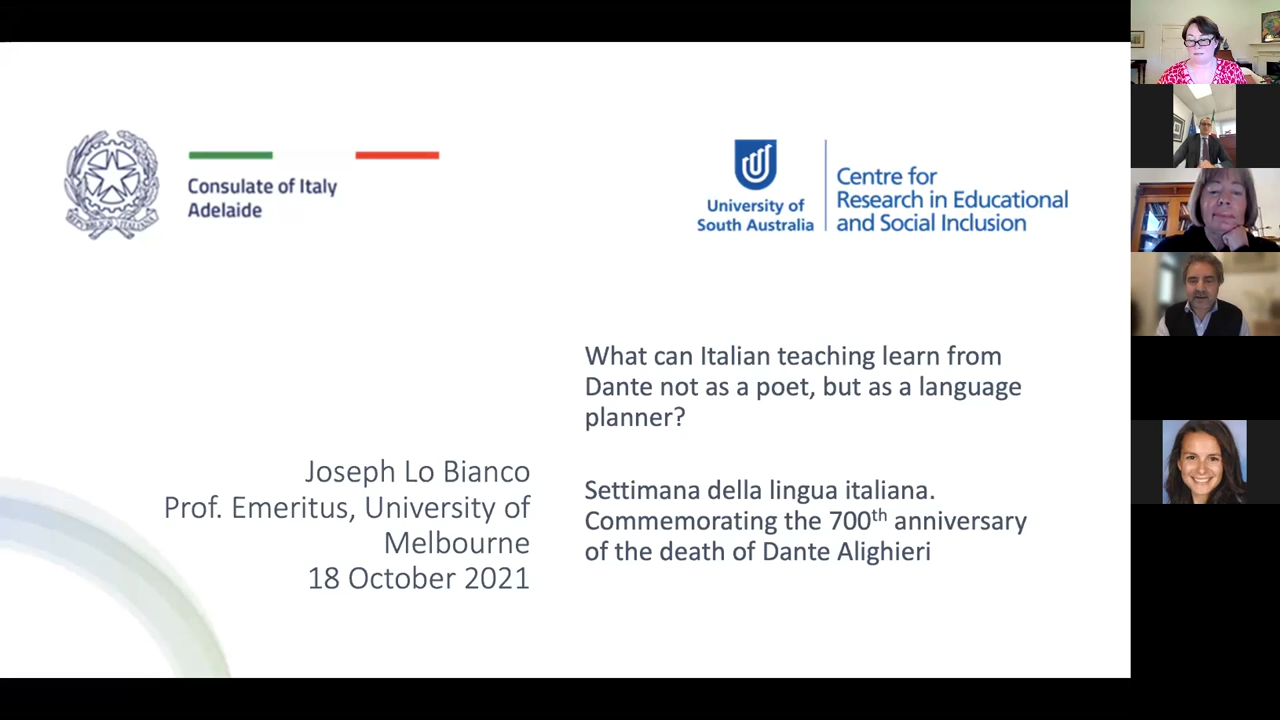 Consulate of Italy
Adelaide
REPVBBLICA ITALIANA
University of
South Australia
Centre for
Research in Educational
and Social Inclusion
What can Italian teaching learn from
Dante not as a poet, but as a language
planner?
Joseph Lo Bianco
Prof. Emeritus, University of
Melbourne
18 October 2021
Settimana della lingua italiana.
Commemorating the 700th anniversary
of the death of Dante Alighieri